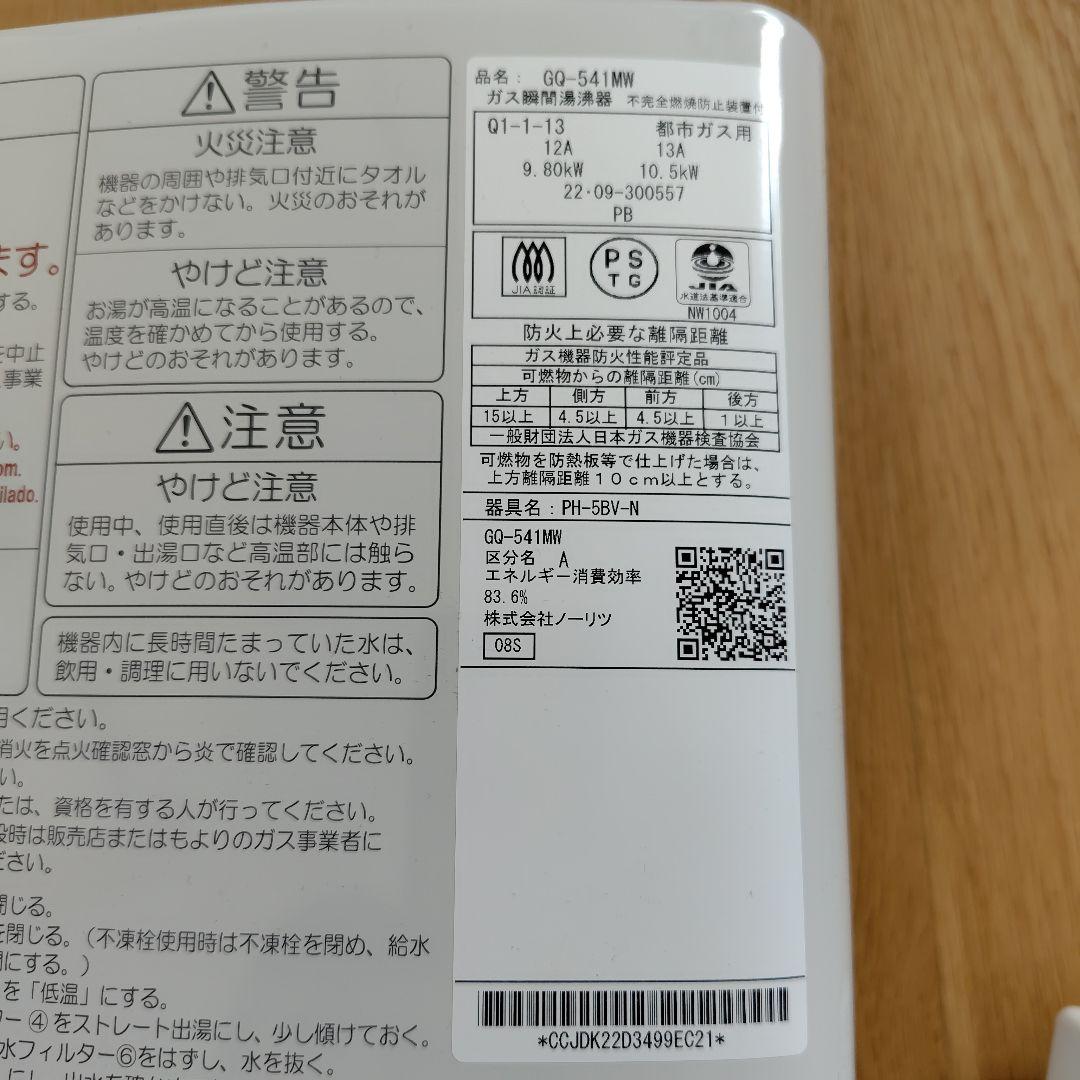 警告
火災注意
機器の周囲や排気口付近にタオル
などをかけない。火災のおそれが
あります。
やけど注意
お湯が高温になることがあるので、
温度を確かめてから使用する。
やけどのおそれがあります。
注意
やけど注意
使用中、使用直後は機器本体や排
気口・出湯口など高温部には触ら
ない。やけどのおそれがあります。
機器内に長時間たまっていた水は、
飲用・調理に用いないでください。
ます。
する。
を中止
事業
い。
om.
ilado.
用ください。
消火を点火確認窓から炎で確認してください。
い。
たは、資格を有する人が行ってください。
設時は販売店またはもよりのガス事業者に
ださい。
閉じる。
を閉じる。(不凍栓使用時は不凍栓を閉め、給水
にする。)
を「低温」にする。
ー④をストレート出湯にし、少し傾けておく。
水フィルター⑥をはずし、水を抜く。
品名: GQ-541MW
ガス瞬間湯沸器 不完全燃焼防止装置付
Q1-1-13 都市ガス用
12A 13A
9.80kW 10.5kW
22・09-300557
PB
JIA認証
PS
TG
JIA
水道法基準適合
NW1004
防火上必要な離隔距離
ガス機器防火性能評定品
可燃物からの離隔距離(cm)
上方 側方 前方 後方
15以上 4.5以上 4.5以上 1以上
一般財団法人日本ガス機器検査協会
可燃物を防熱板等で仕上げた場合は、
上方離隔距離10cm以上とする。
器具名: PH-5BV-N
GQ-541MW
区分名 A
エネルギー消費効率
83.6%
株式会社ノーリツ
08S
*CCJDK22D3499EC21*